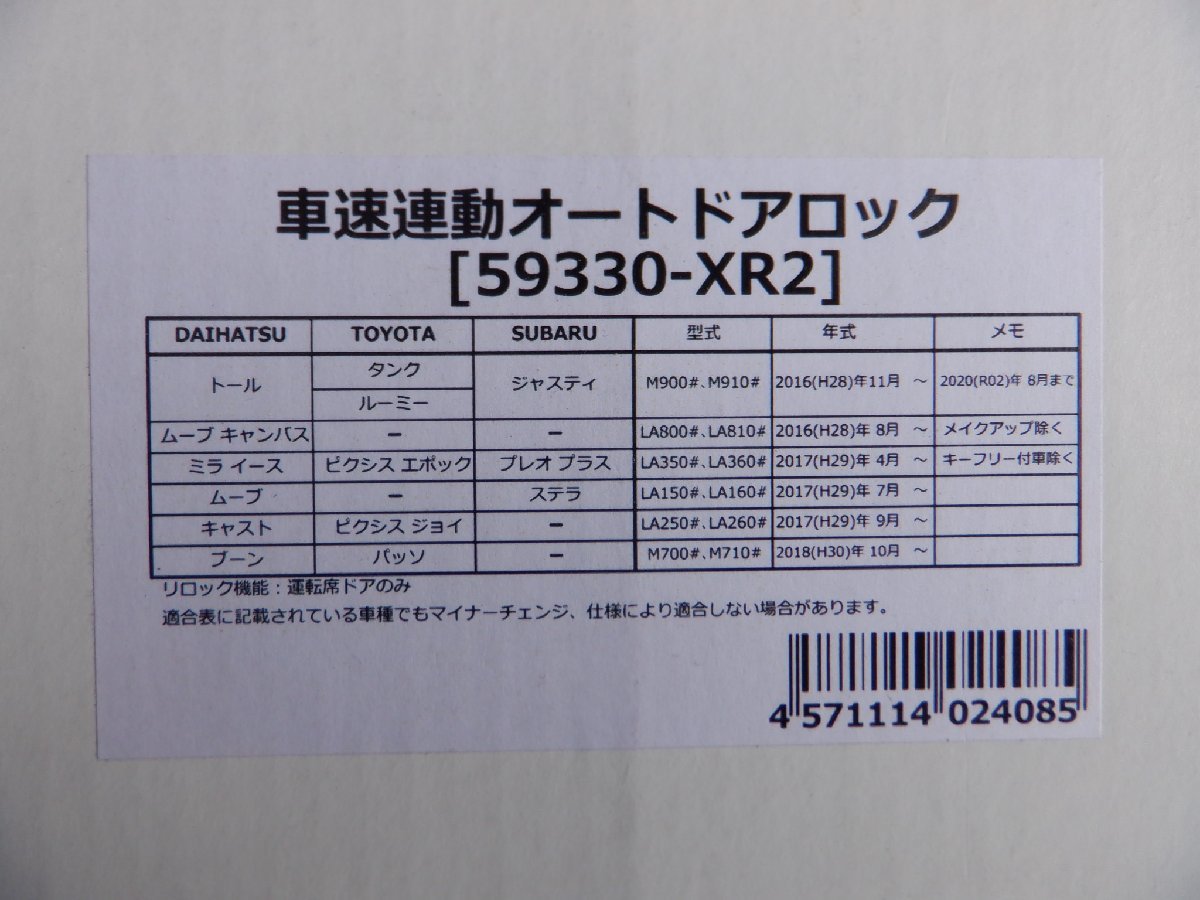 車速連動オートドアロック
[59330-XR2]
DAIHATSU TOYOTA SUBARU 型式 年式 メモ
トール タンク ジャスティ M900#、M910# 2016(H28)年11月 ～ 2020(R02)年 8月まで
ルーミー
ムーブ キャンバス － － LA800#、LA810# 2016(H28)年 8月 ～ メイクアップ除く
ミラ イース ピクシス エポック プレオ プラス LA350#、LA360# 2017(H29)年 4月 ～ キーフリー付車除く
ムーブ － ステラ LA150#、LA160# 2017(H29)年 7月 ～
キャスト ピクシス ジョイ － LA250#、LA260# 2017(H29)年 9月 ～
ブーン パッソ － M700#、M710# 2018(H30)年 10月 ～
リロック機能：運転席ドアのみ
適合表に記載されている車種でもマイナーチェンジ、仕様により適合しない場合があります。
4 571114 024085